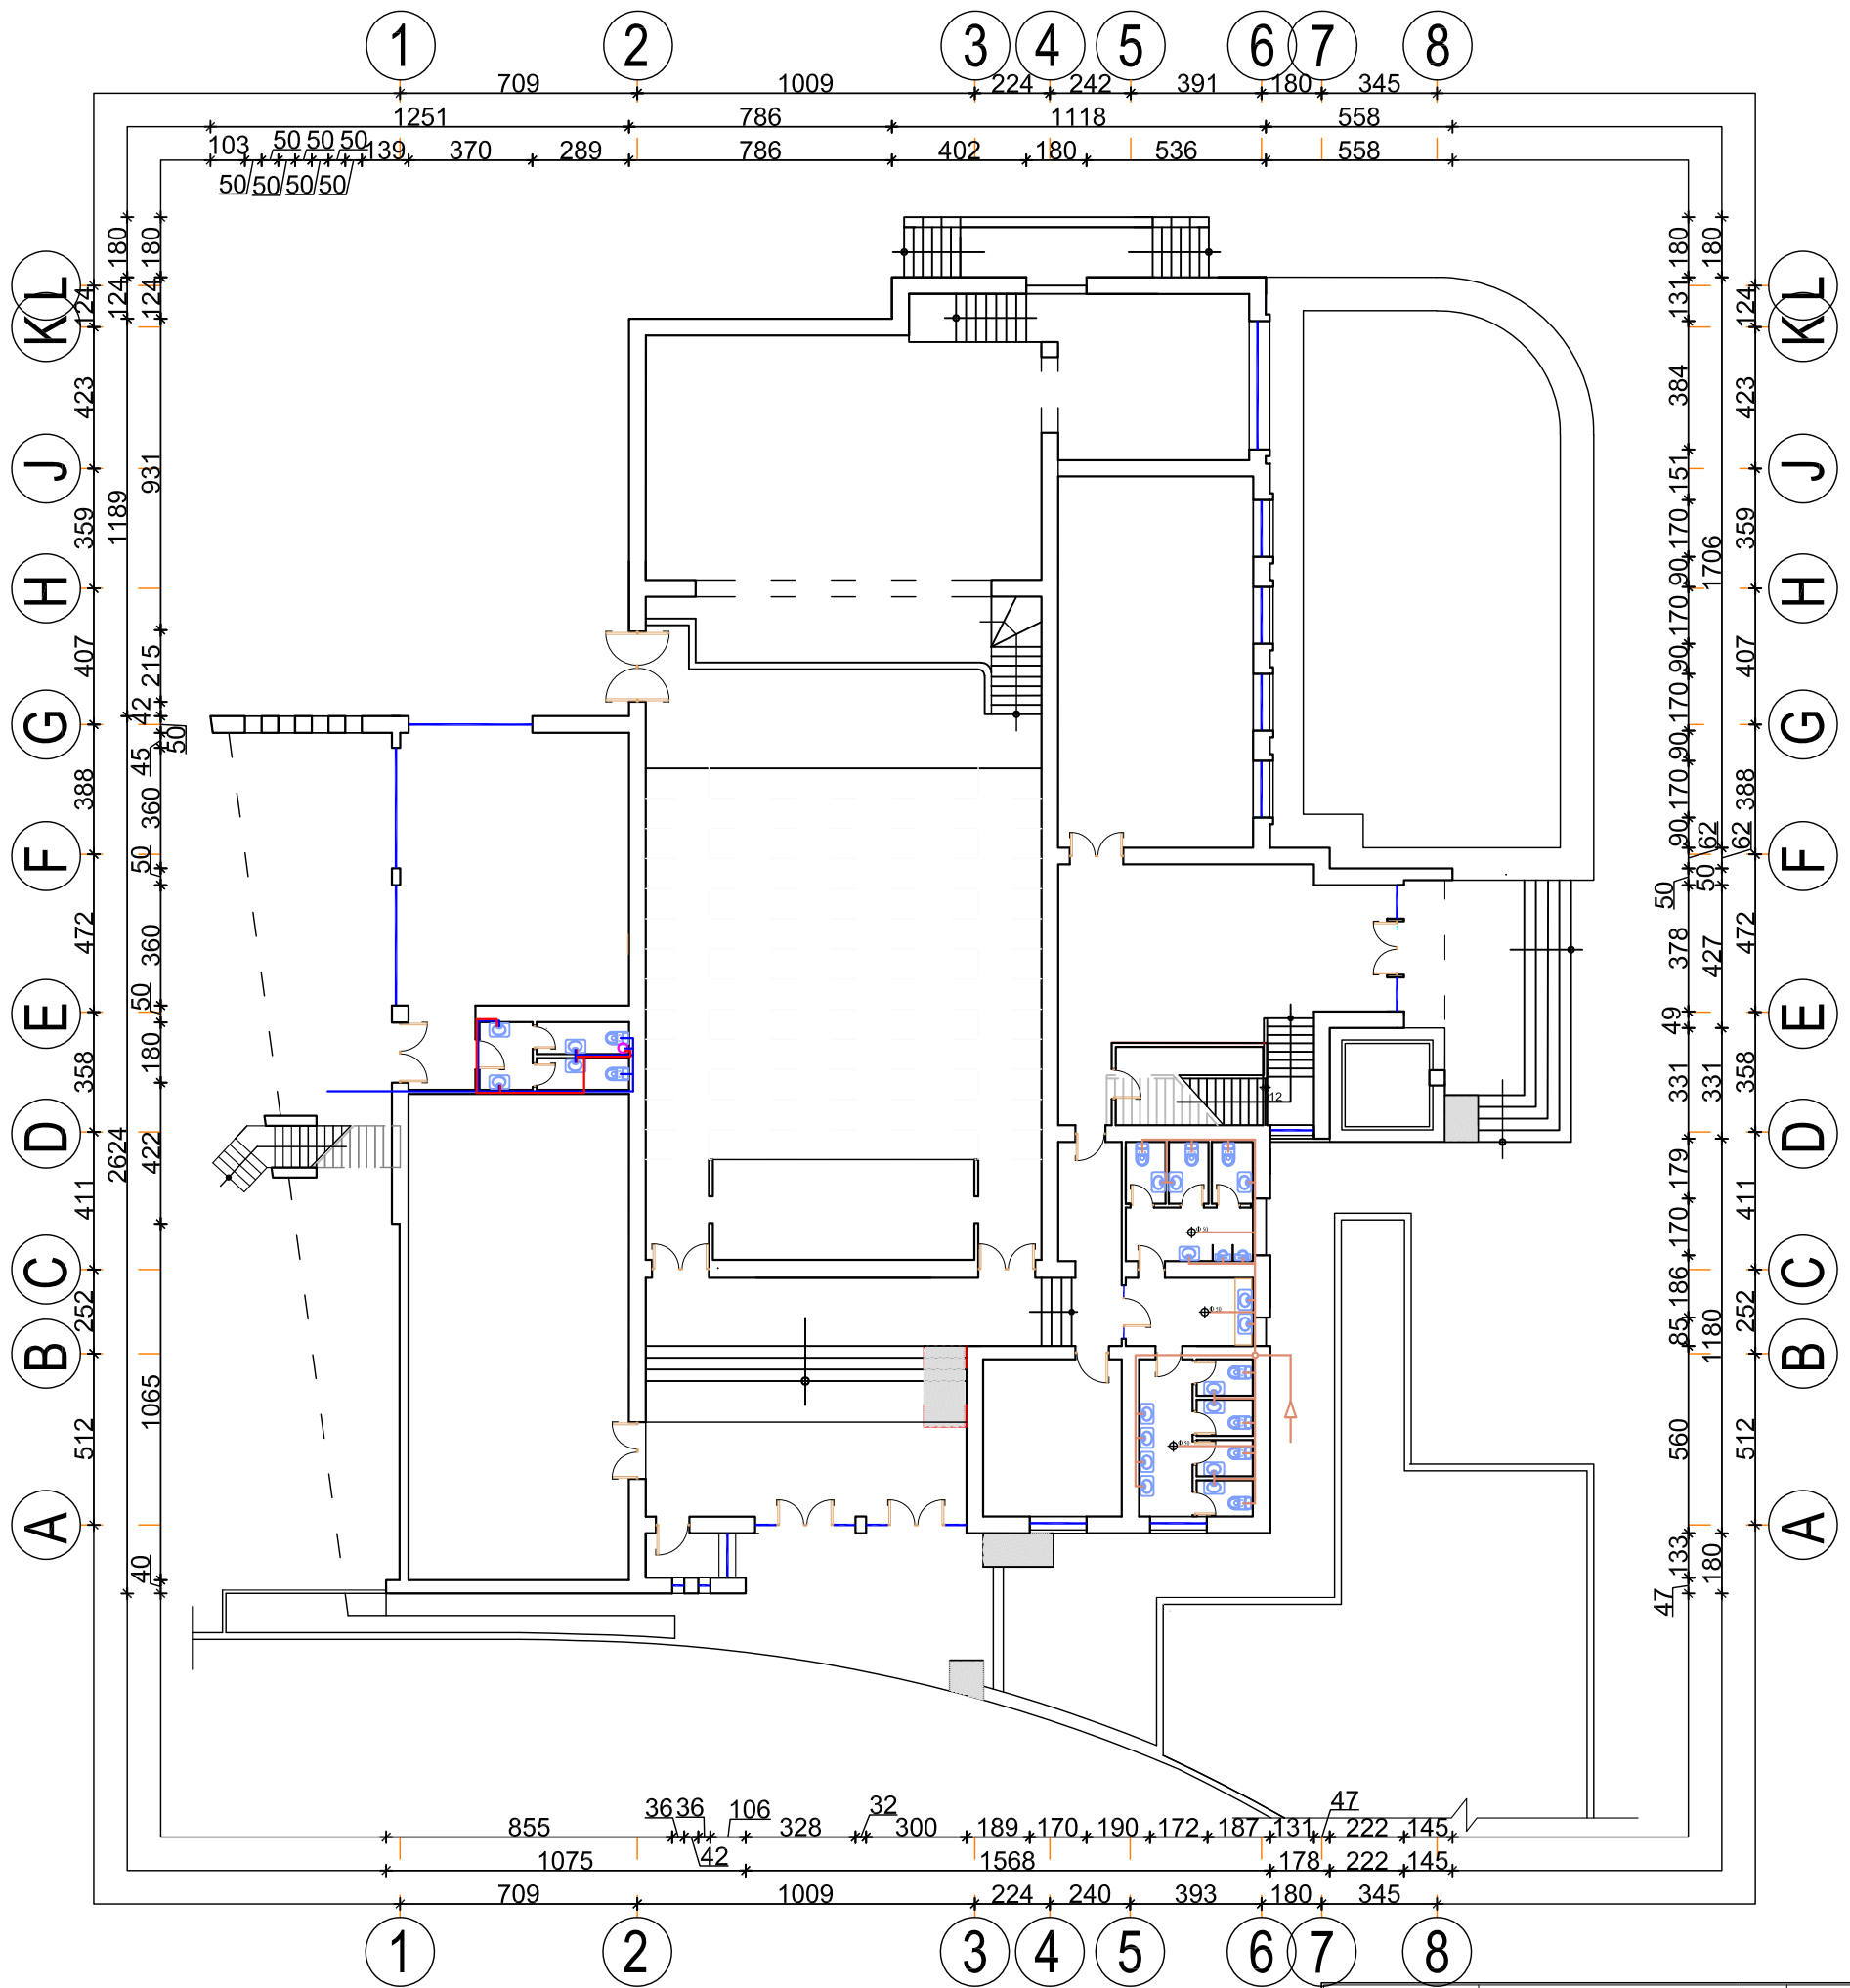 1 2 3 4 5 6 7 8
709 1009 224 242 391 180 345
1251 786 1118 558
103 50 50 50 139 370 289 786 402 180 536 558
50 50 50 50
L K J H G F E D C B A
124 423 359 407 388 472 358 411 252 512
180 124 1189 2624
180 124 931 215 42 50 45 360 50 360 50 180 422 1065 40
12
Φ 50
Φ 50
Φ 50
180 131 384 151 170 90 170 90 170 90 170 90 62 50 378 49 331 179 170 186 85 560 133 47
180 1706 62 50 427 331 1180 180
124 423 359 407 388 472 358 411 252 512
L K J H G F E D C B A
855 36 36 42 106 328 32 300 189 170 190 172 187 131 47 222 145
1075 1568 178 222 145
709 1009 224 240 393 180 345
1 2 3 4 5 6 7 8